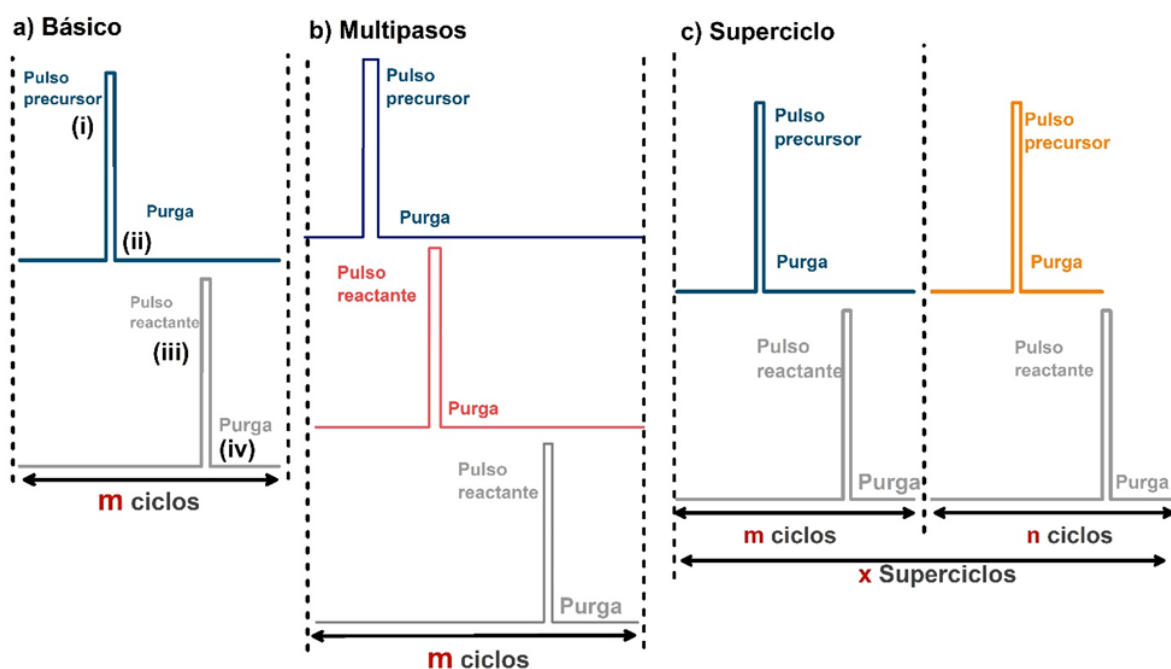 a) Básico
Pulso
precursor
(i)
Purga
(ii)
Pulso
reactante
(iii)
Purga
(iv)
m ciclos
b) Multipasos
Pulso
precursor
Purga
Pulso
reactante
Purga
Pulso
reactante
Purga
m ciclos
c) Superciclo
Pulso
precursor
Purga
Pulso
reactante
Purga
m ciclos
Pulso
precursor
Purga
Pulso
reactante
Purga
n ciclos
x Superciclos